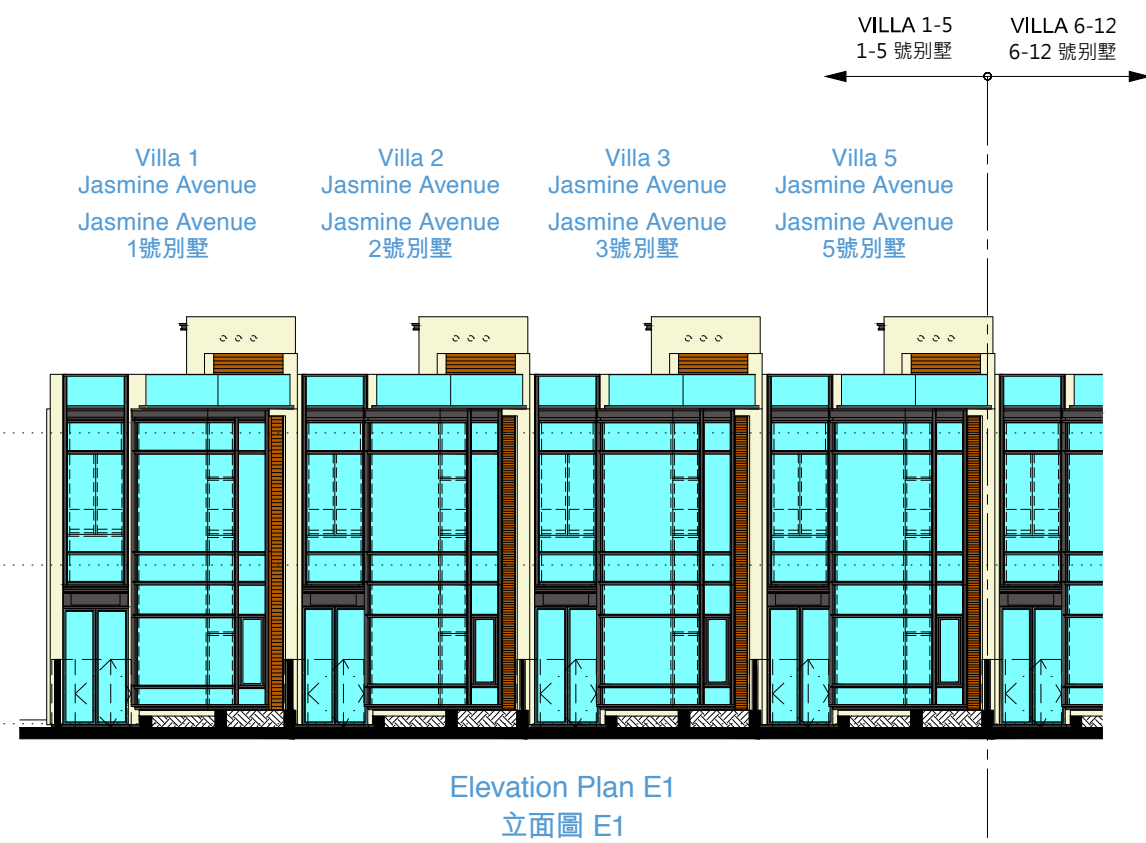 VILLA 1-5
1-5 號別墅
VILLA 6-12
6-12 號別墅
Villa 1
Jasmine Avenue
Jasmine Avenue
1號別墅
Villa 2
Jasmine Avenue
Jasmine Avenue
2號別墅
Villa 3
Jasmine Avenue
Jasmine Avenue
3號別墅
Villa 5
Jasmine Avenue
Jasmine Avenue
5號別墅
Elevation Plan E1
立面圖 E1